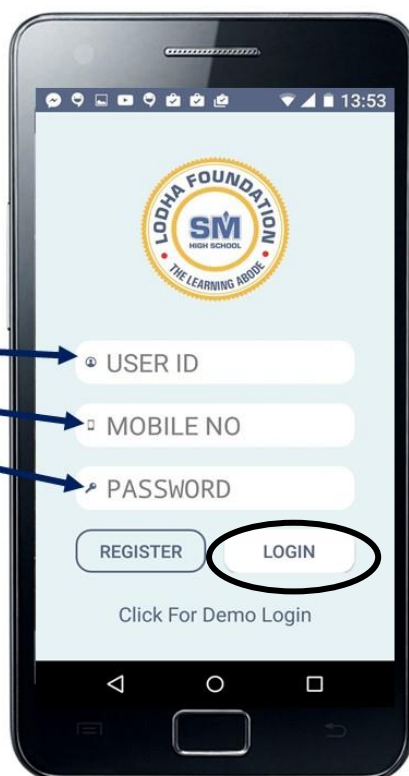 13:53
LODHA FOUNDATION
SM
HIGH SCHOOL
THE LEARNING ABODE
USER ID
MOBILE NO
PASSWORD
REGISTER
LOGIN
Click For Demo Login